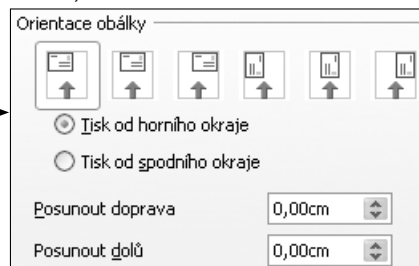 Orientace obálky
Tisk od horního okraje
Tisk od spodního okraje
Posunout doprava 0,00cm
Posunout dolů 0,00cm